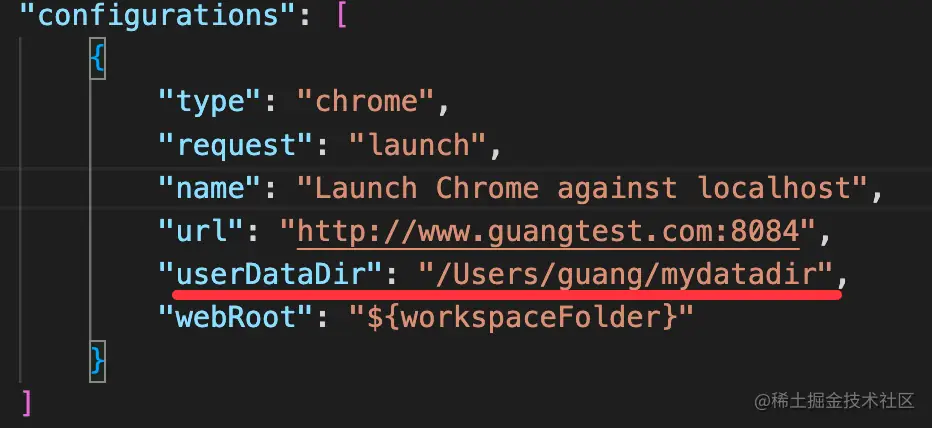 "configurations": [
{
"type": "chrome",
"request": "launch",
"name": "Launch Chrome against localhost",
"url": "http://www.guangtest.com:8084",
"userDataDir": "/Users/guang/mydatadir",
"webRoot": "${workspaceFolder}"
}
]
@稀土掘金技术社区